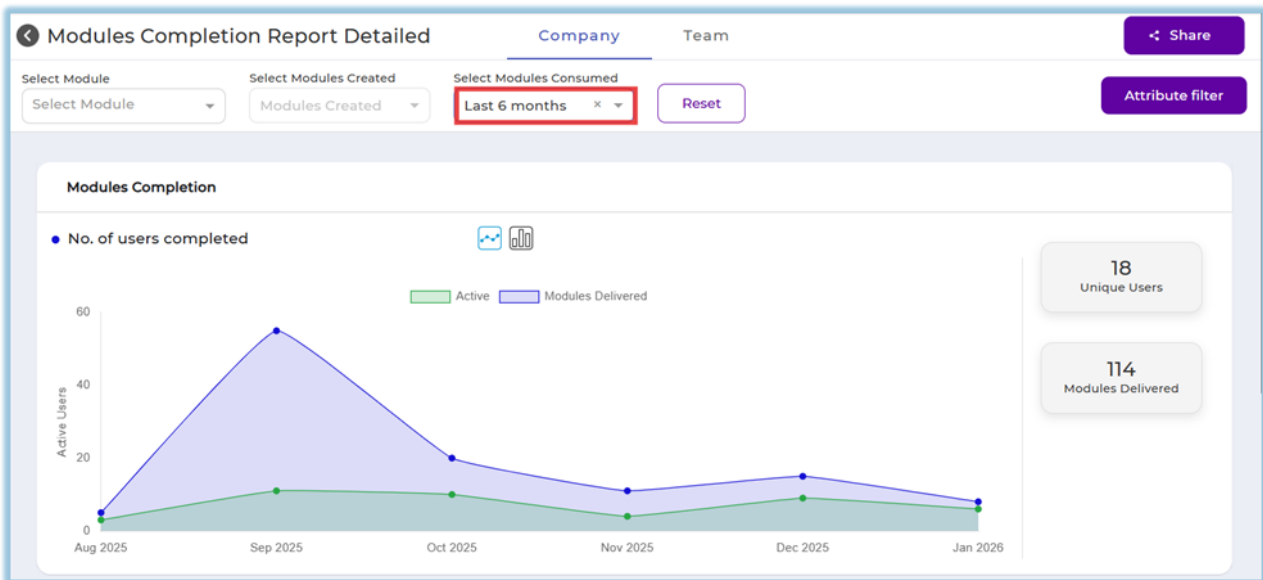 Modules Completion Report Detailed
Company
Team
Share
Select Module
Select Modules Created
Select Modules Consumed
Select Module
Modules Created
Last 6 months ×
Reset
Attribute filter
Modules Completion
No. of users completed
18
Unique Users
Active
Modules Delivered
114
Modules Delivered
Active Users
60
40
20
0
Aug 2025
Sep 2025
Oct 2025
Nov 2025
Dec 2025
Jan 2026